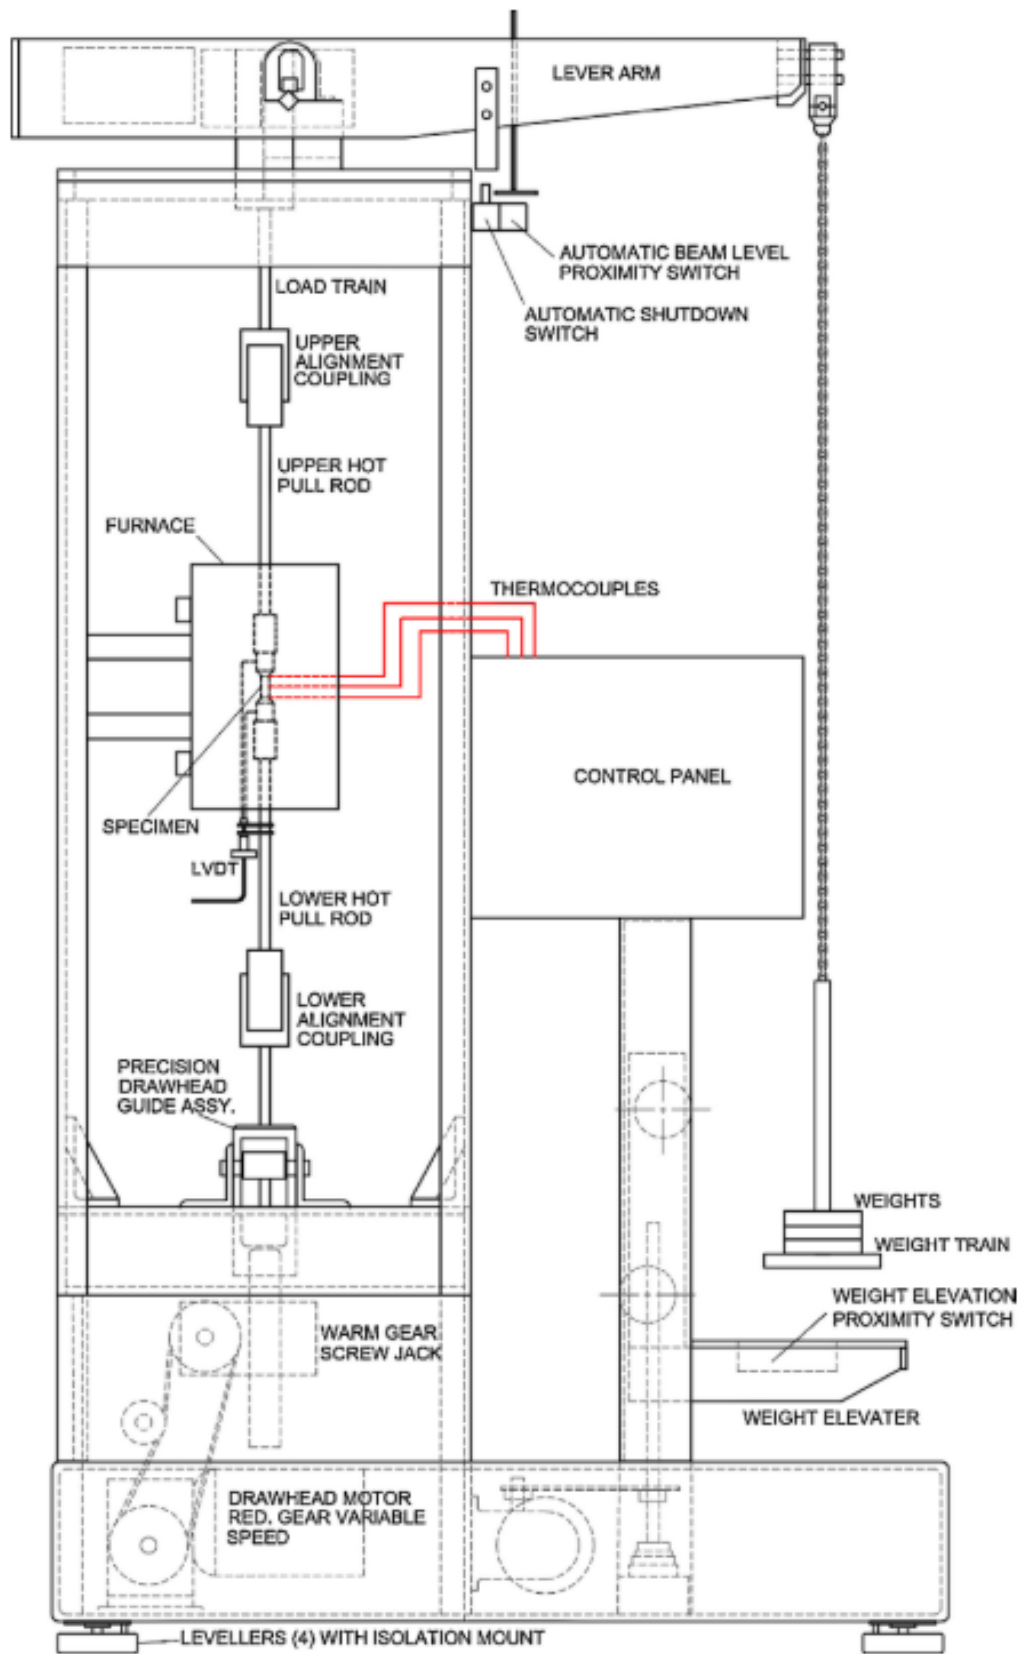 LEVER ARM
AUTOMATIC BEAM LEVEL
PROXIMITY SWITCH
AUTOMATIC SHUTDOWN
SWITCH
LOAD TRAIN
UPPER
ALIGNMENT
COUPLING
UPPER HOT
PULL ROD
FURNACE
THERMOCOUPLES
CONTROL PANEL
SPECIMEN
LVDT
LOWER HOT
PULL ROD
LOWER
ALIGNMENT
COUPLING
PRECISION
DRAWHEAD
GUIDE ASSY.
WEIGHTS
WEIGHT TRAIN
WEIGHT ELEVATION
PROXIMITY SWITCH
WARM GEAR
SCREW JACK
WEIGHT ELEVATER
DRAWHEAD MOTOR
RED. GEAR VARIABLE
SPEED
LEVELLERS (4) WITH ISOLATION MOUNT